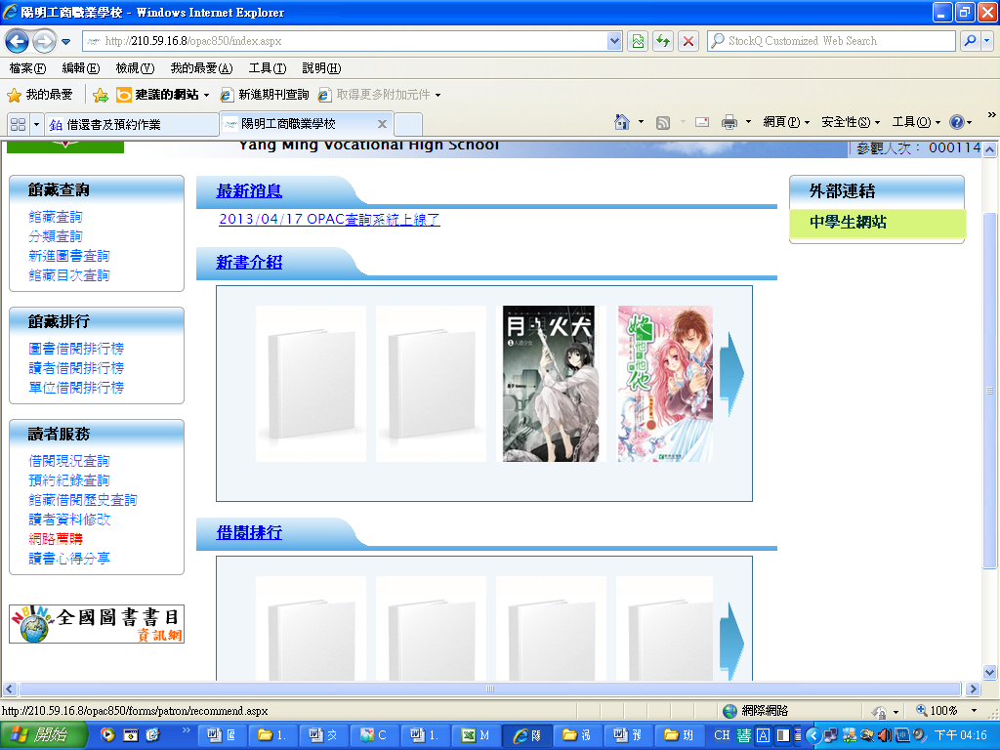 陽明工商職業學校 - Windows Internet Explorer
http://210.59.16.8/opac850/index.aspx
StockQ Customized Web Search
檔案(F) 編輯(E) 檢視(V) 我的最愛(A) 工具(T) 說明(H)
我的最愛 建議的網站 新進期刊查詢 取得更多附加元件
借還書及預約作業 陽明工商職業學校 網頁(P) 安全性(S) 工具(O)
Yang Ming Vocational High School
參觀人次： 000114
館藏查詢
館藏查詢
分類查詢
新進圖書查詢
館藏目次查詢
館藏排行
圖書借閱排行榜
讀者借閱排行榜
單位借閱排行榜
讀者服務
借閱現況查詢
預約紀錄查詢
館藏借閱歷史查詢
讀者資料修改
網路薦購
讀書心得分享
NBINet
全國圖書書目
資訊網
最新消息
2013/04/17 OPAC查詢系統上線了
新書介紹
月與火犬
1 人造少女
借閱排行
外部連結
中學生網站
http://210.59.16.8/opac850/forms/patron/recommend.aspx
網際網路
100%
開始
1.
交
C
1
M
陽
班
CH
A
下午 04:16